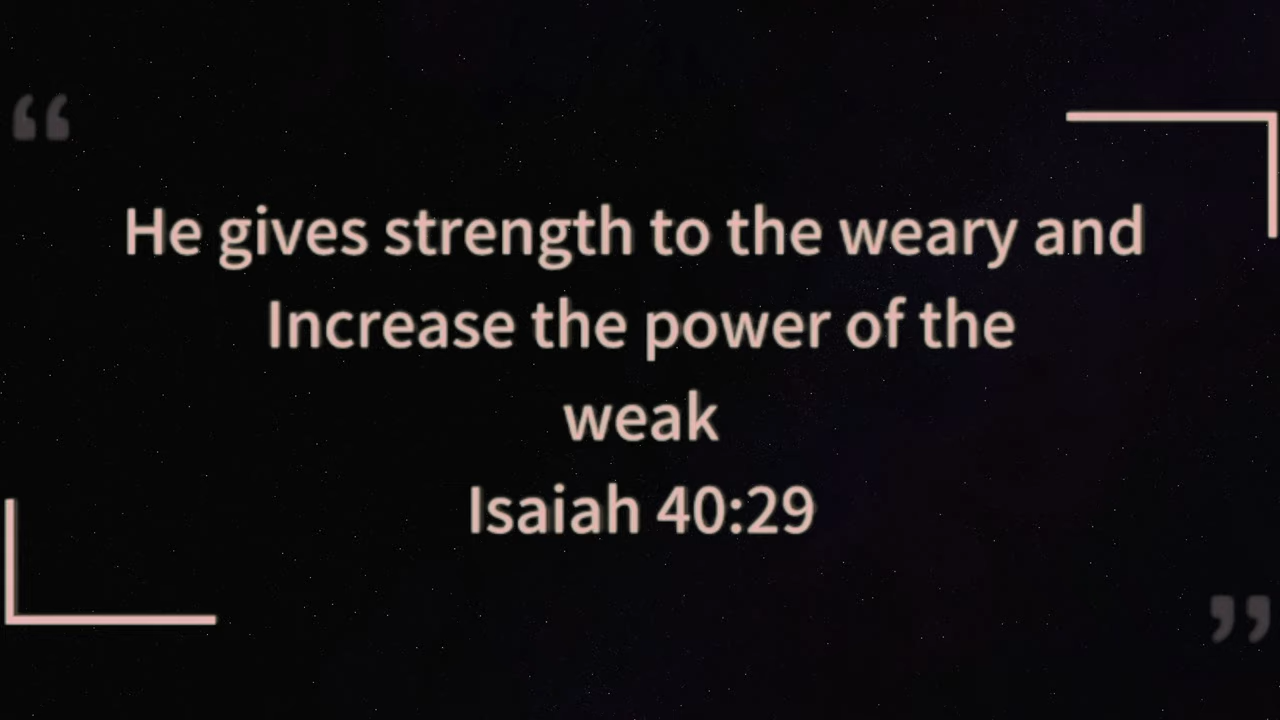 “
He gives strength to the weary and
Increase the power of the
weak
Isaiah 40:29
”